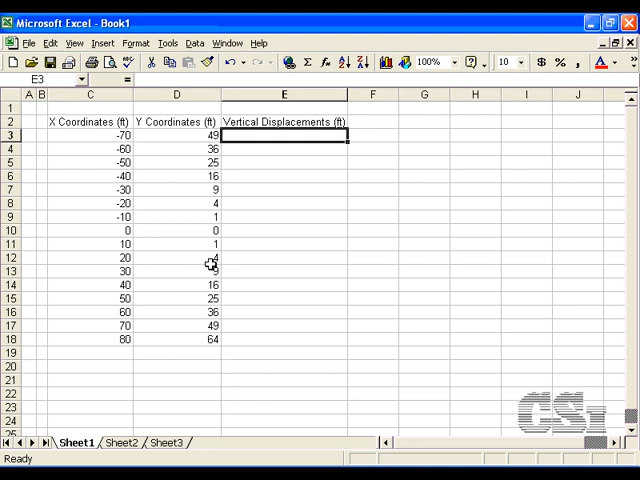 Microsoft Excel - Book1
File Edit View Insert Format Tools Data Window Help
100% 10 $ % A
E3 =
A B C D E F G H I J
1
2 X Coordinates (ft) Y Coordinates (ft) Vertical Displacements (ft)
3 -70 49
4 -60 36
5 -50 25
6 -40 16
7 -30 9
8 -20 4
9 -10 1
10 0 0
11 10 1
12 20 4
13 30 9
14 40 16
15 50 25
16 60 36
17 70 49
18 80 64
19
20
21
22
23
24
25
Sheet1 Sheet2 Sheet3
Ready
CSi